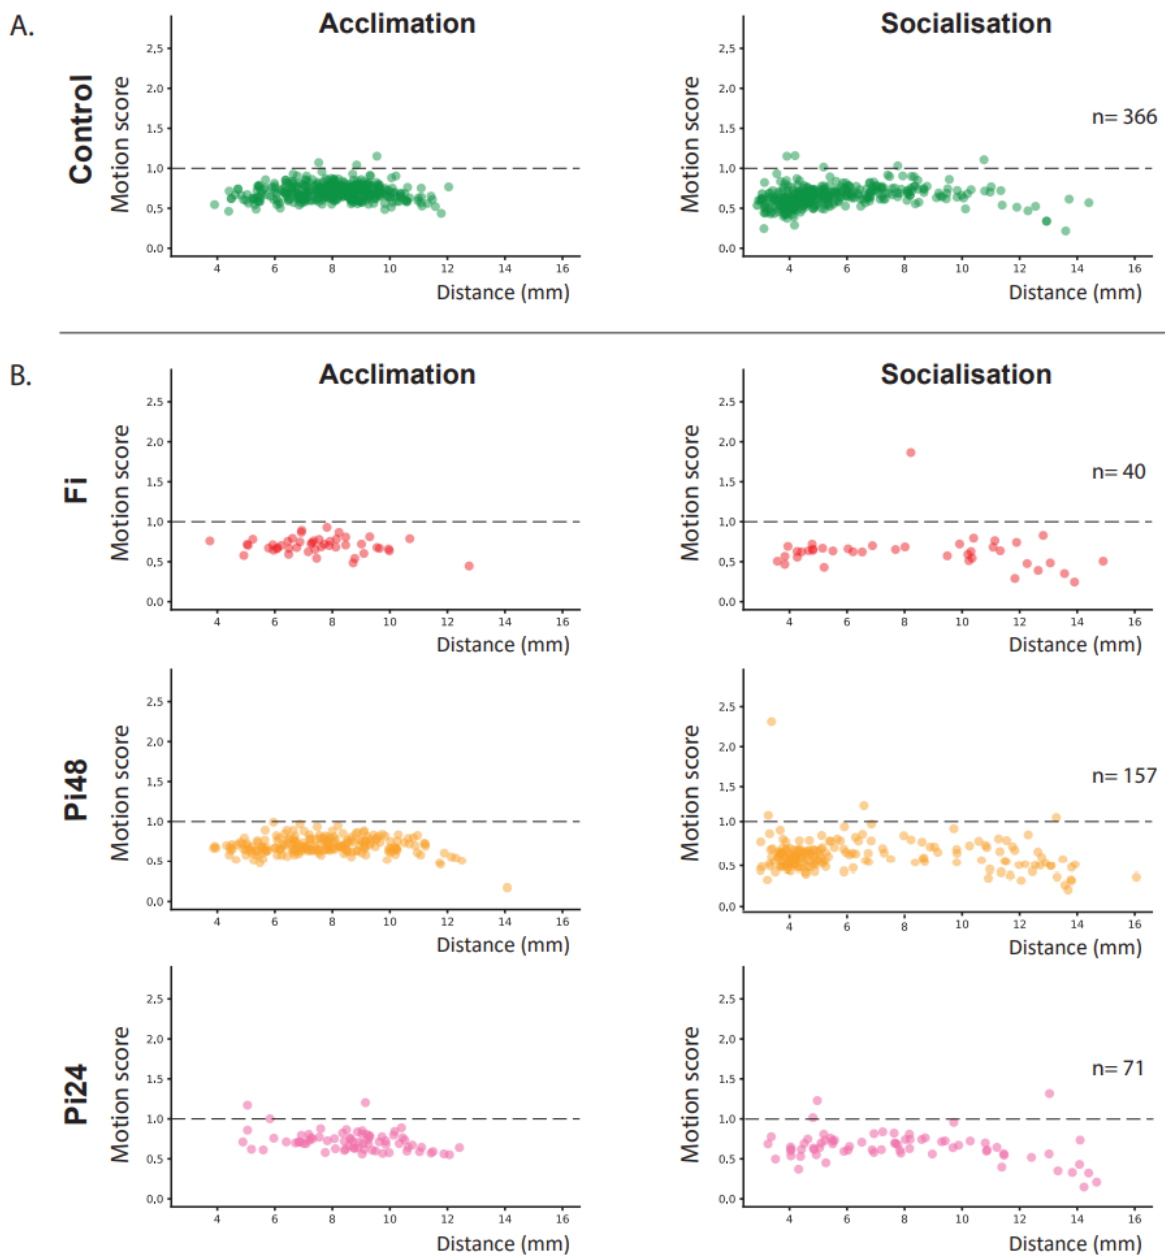 A.
Acclimation
Socialisation
Control
Motion score
2.5
2.0
1.5
1.0
0.5
0.0
4 6 8 10 12 14 16
Distance (mm)
Motion score
2.5
2.0
1.5
1.0
0.5
0.0
4 6 8 10 12 14 16
Distance (mm)
n= 366
B.
Acclimation
Socialisation
Fi
Motion score
2.5
2.0
1.5
1.0
0.5
0.0
4 6 8 10 12 14 16
Distance (mm)
Motion score
2.5
2.0
1.5
1.0
0.5
0.0
4 6 8 10 12 14 16
Distance (mm)
n= 40
Pi48
Motion score
2.5
2.0
1.5
1.0
0.5
0.0
4 6 8 10 12 14 16
Distance (mm)
Motion score
2.5
2.0
1.5
1.0
0.5
0.0
4 6 8 10 12 14 16
Distance (mm)
n= 157
Pi24
Motion score
2.5
2.0
1.5
1.0
0.5
0.0
4 6 8 10 12 14 16
Distance (mm)
Motion score
2.5
2.0
1.5
1.0
0.5
0.0
4 6 8 10 12 14 16
Distance (mm)
n= 71